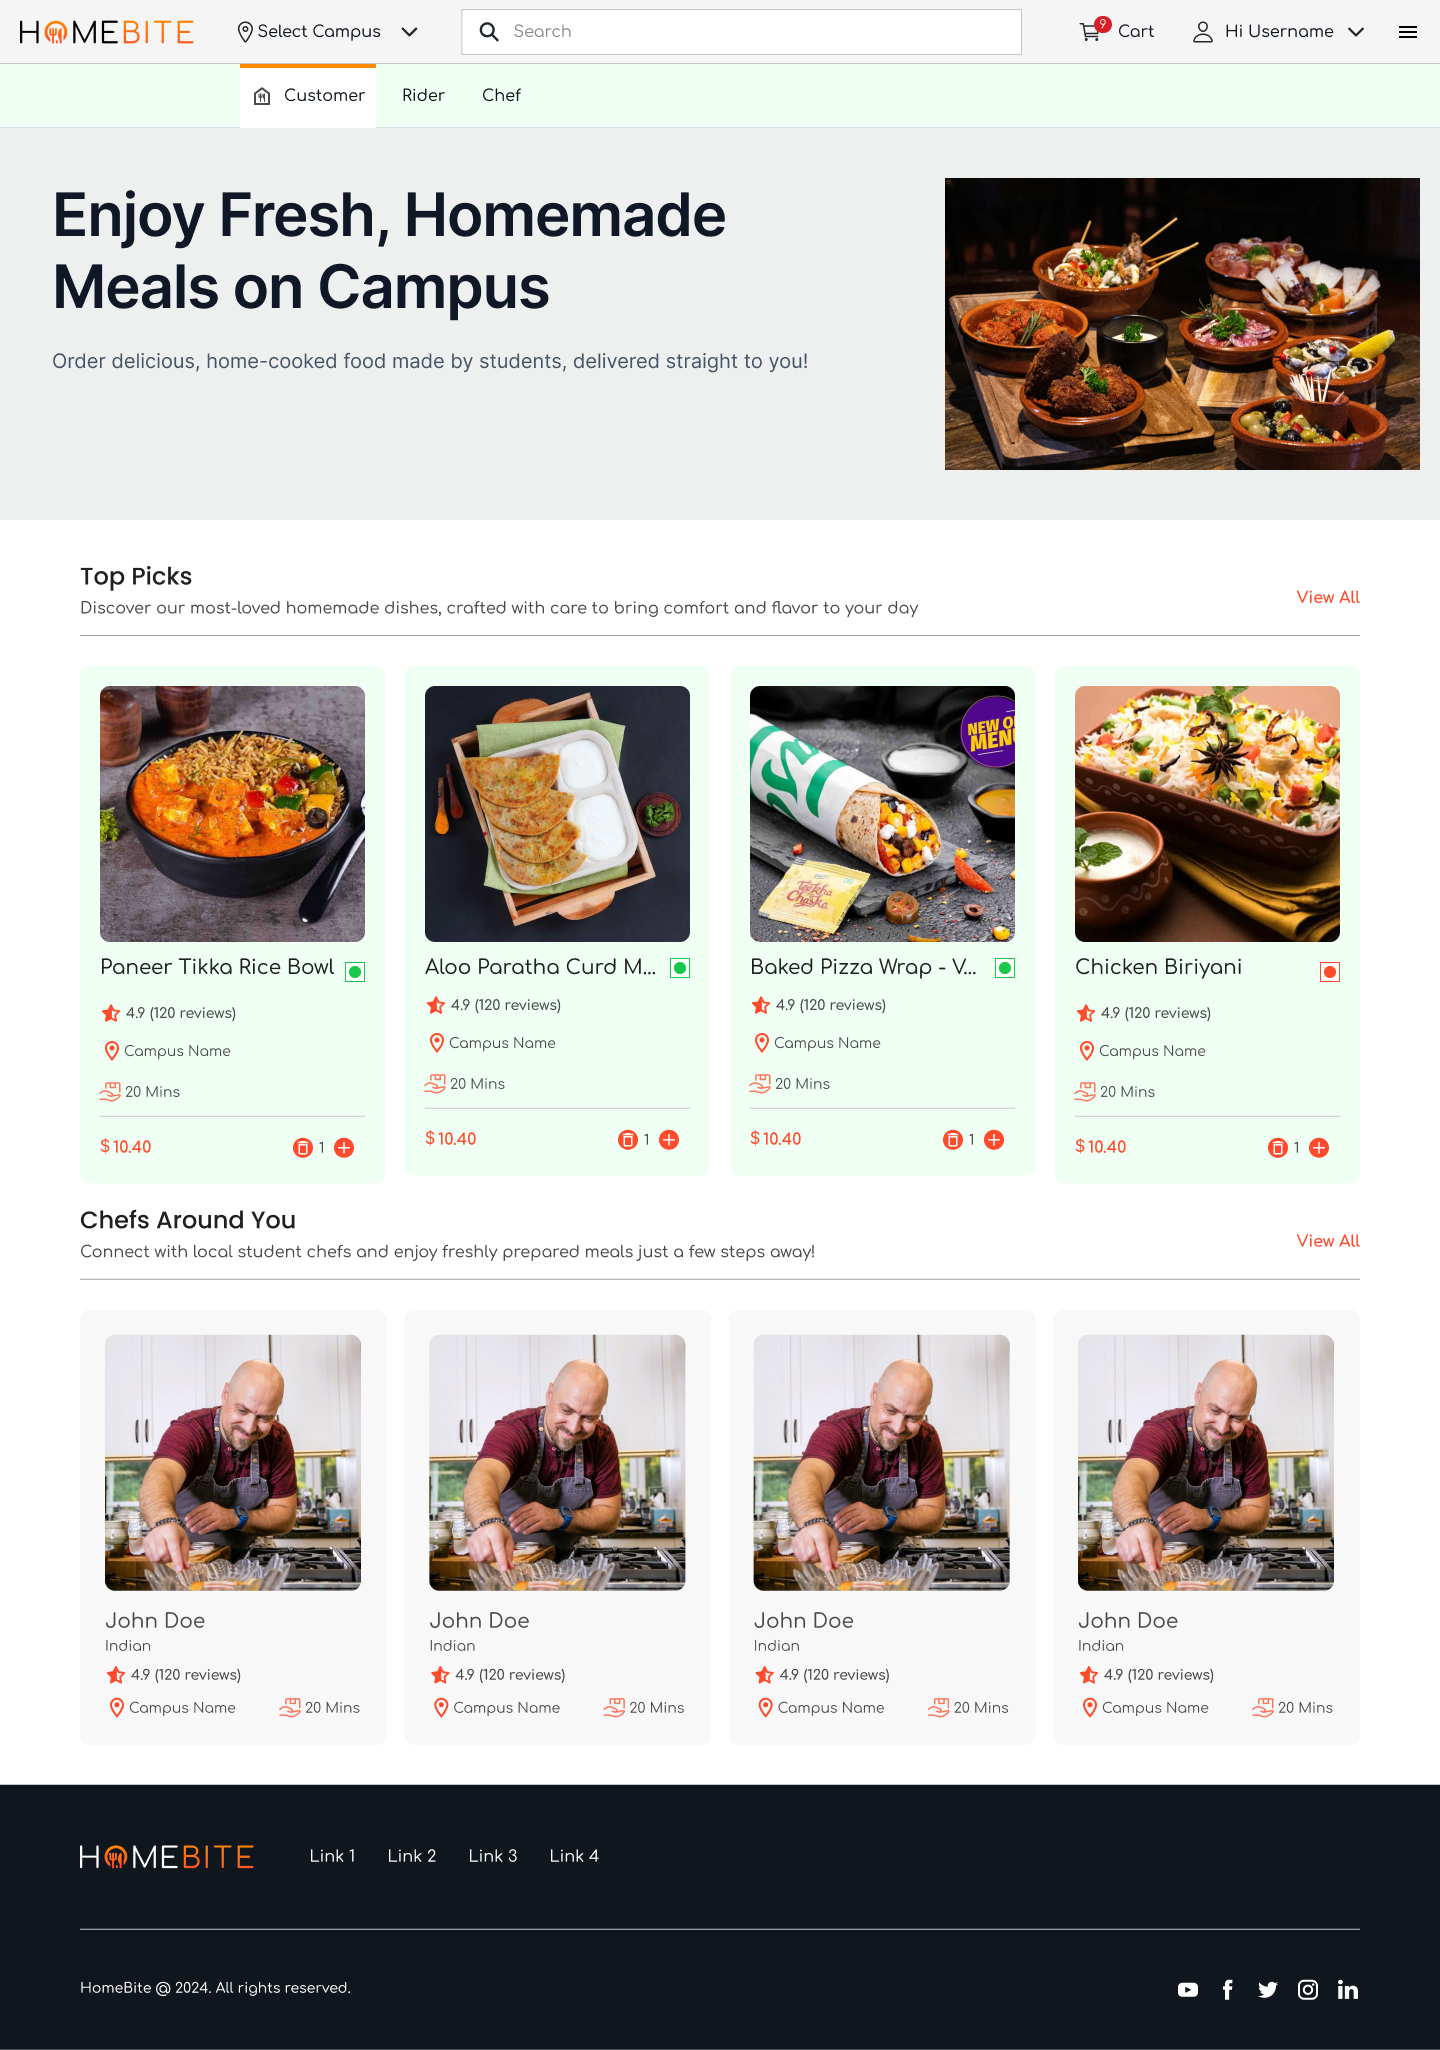 HOMEBITE
Select Campus
Search
9
Cart
Hi Username
Customer
Rider
Chef
Enjoy Fresh, Homemade
Meals on Campus
Order delicious, home-cooked food made by students, delivered straight to you!
Top Picks
Discover our most-loved homemade dishes, crafted with care to bring comfort and flavor to your day
View All
Paneer Tikka Rice Bowl
4.9 (120 reviews)
Campus Name
20 Mins
$ 10.40
1
Aloo Paratha Curd M...
4.9 (120 reviews)
Campus Name
20 Mins
$ 10.40
1
NEW
MENU
Teekha
Chaska
Baked Pizza Wrap - V...
4.9 (120 reviews)
Campus Name
20 Mins
$ 10.40
1
Chicken Biriyani
4.9 (120 reviews)
Campus Name
20 Mins
$ 10.40
1
Chefs Around You
Connect with local student chefs and enjoy freshly prepared meals just a few steps away!
View All
John Doe
Indian
4.9 (120 reviews)
Campus Name
20 Mins
John Doe
Indian
4.9 (120 reviews)
Campus Name
20 Mins
John Doe
Indian
4.9 (120 reviews)
Campus Name
20 Mins
John Doe
Indian
4.9 (120 reviews)
Campus Name
20 Mins
HOMEBITE
Link 1
Link 2
Link 3
Link 4
HomeBite @ 2024. All rights reserved.